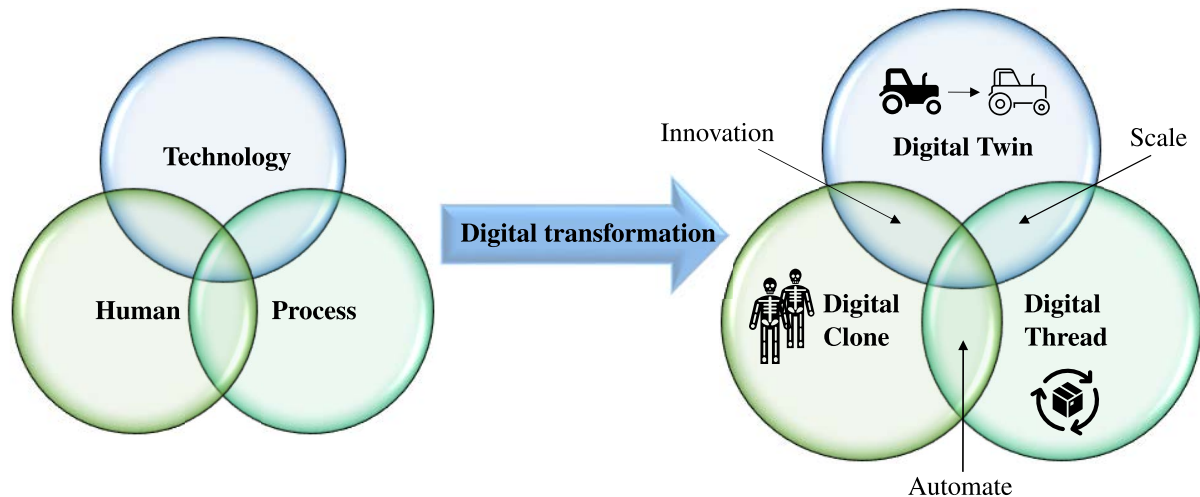 Technology
Human
Process
Digital transformation
Innovation
Digital Twin
Scale
Digital
Clone
Digital
Thread
Automate